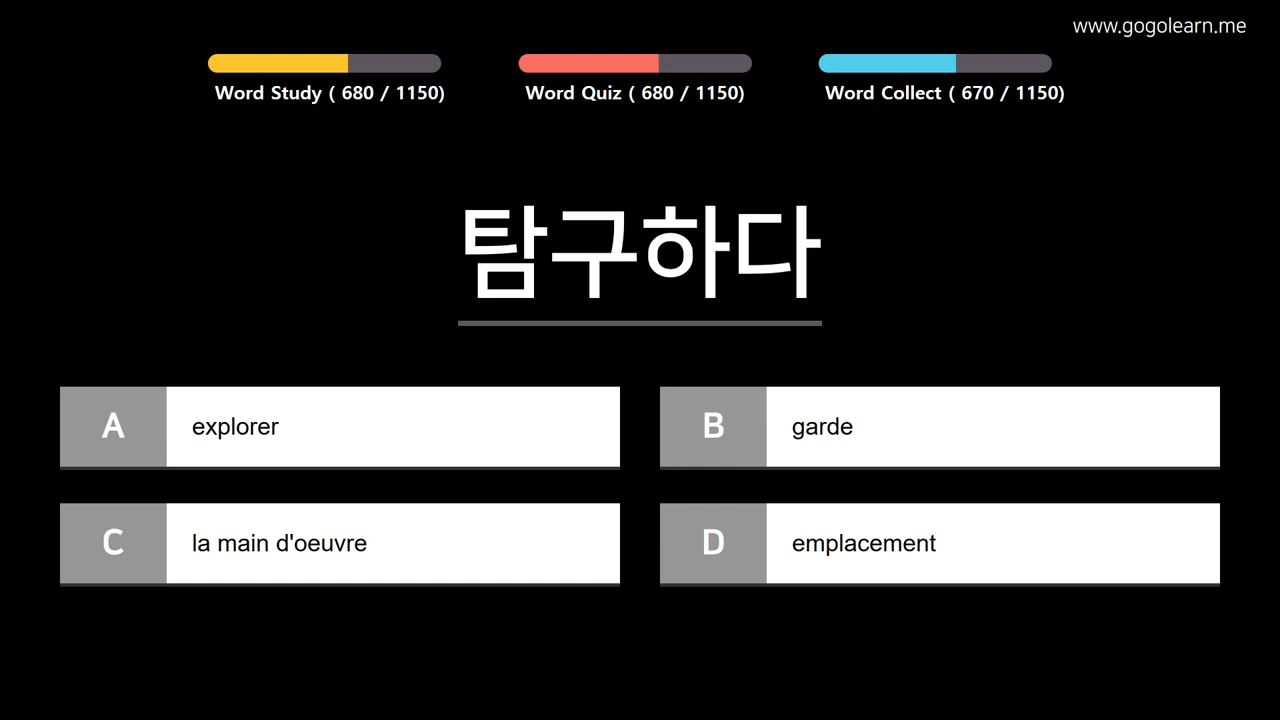 www.gogolearn.me
Word Study ( 680 / 1150)
Word Quiz ( 680 / 1150)
Word Collect ( 670 / 1150)
탐구하다
A explorer
B garde
C la main d'oeuvre
D emplacement